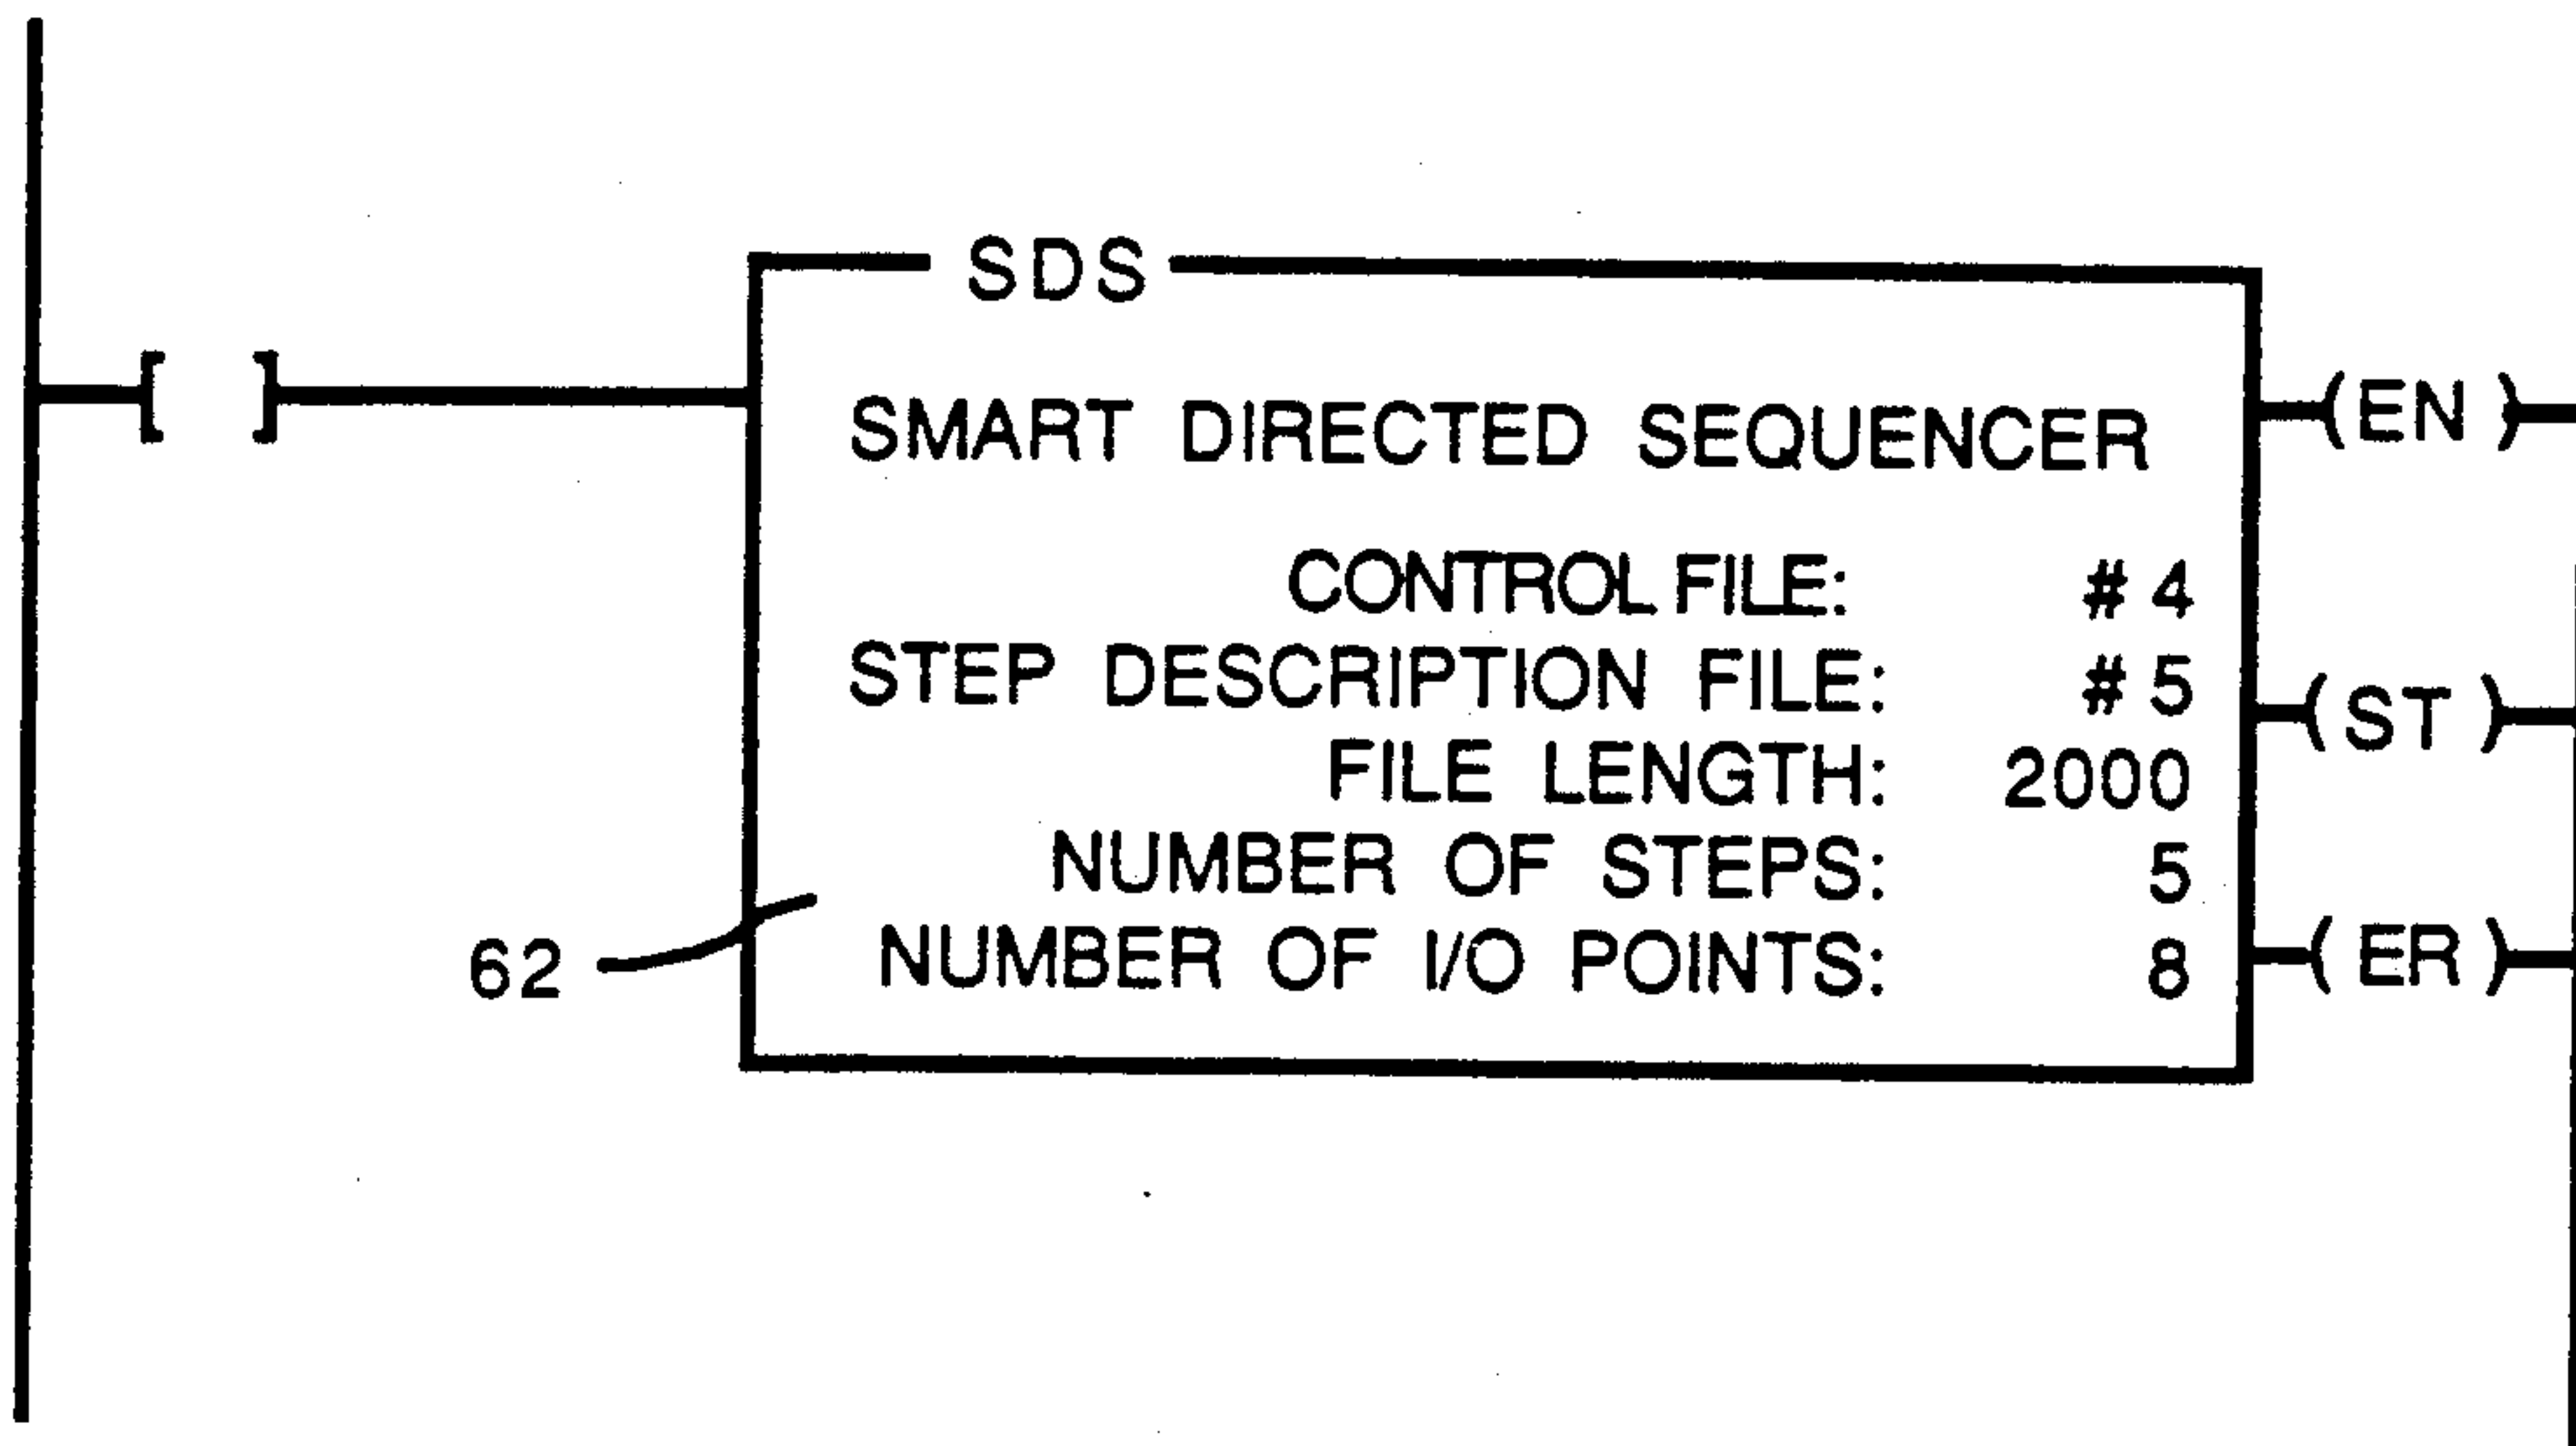 SDS
SMART DIRECTED SEQUENCER
(EN)
CONTROL FILE: #4
STEP DESCRIPTION FILE: #5
(ST)
FILE LENGTH: 2000
NUMBER OF STEPS: 5
NUMBER OF I/O POINTS: 8
(ER)
62